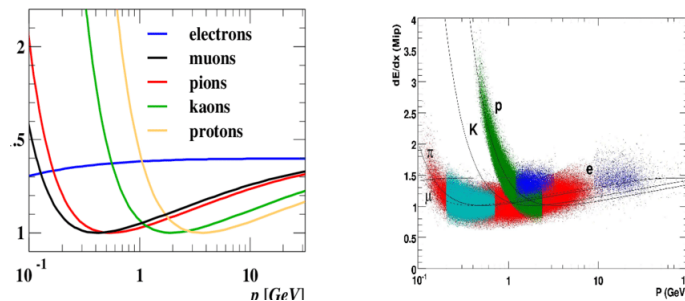 2
.5
1
electrons
muons
pions
kaons
protons
10⁻¹
1
10
p [GeV]
dE/dx (Mip)
4
3.5
3
2.5
2
1.5
1
0.5
0
π
μ
K
p
e
10⁻¹
1
10
P (GeV